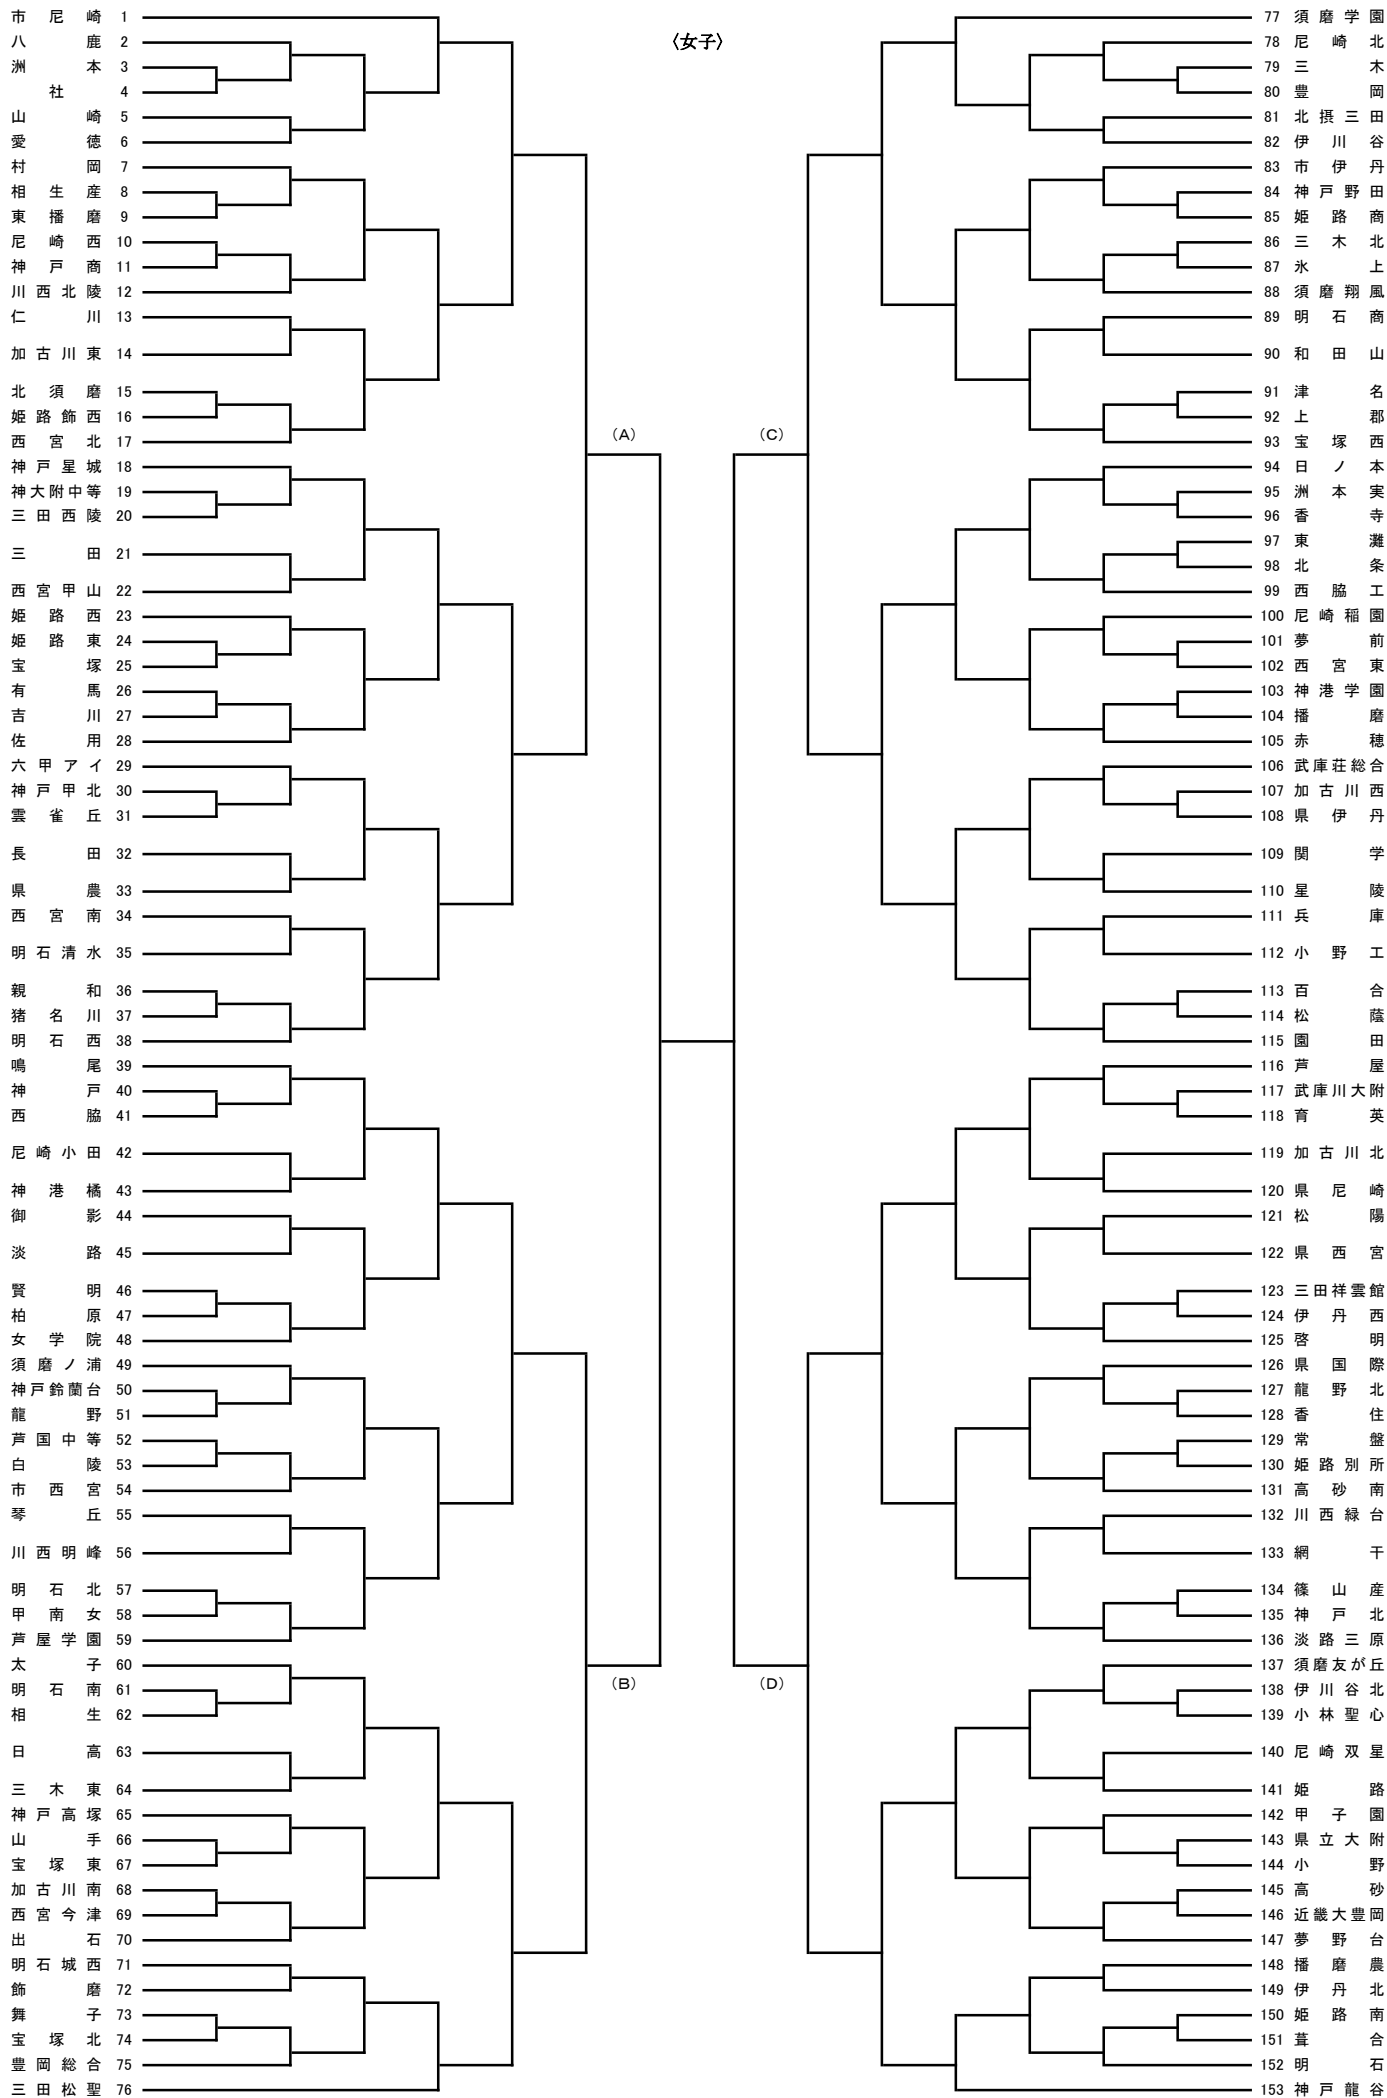 〈女子〉
市尼崎 1
八鹿 2
洲本 3
社 4
山崎 5
愛徳 6
村岡 7
相生産 8
東播磨 9
尼崎西 10
神戸商 11
川西北陵 12
仁川 13
加古川東 14
北須磨 15
姫路飾西 16
西宮北 17
神戸星城 18
神大附中等 19
三田西陵 20
三田 21
西宮甲山 22
姫路西 23
姫路東 24
宝塚 25
有馬 26
吉川 27
佐用 28
六甲アイ 29
神戸甲北 30
雲雀丘 31
長田 32
県農 33
西宮南 34
明石清水 35
親和 36
猪名川 37
明石西 38
鳴尾 39
神戸 40
西脇 41
尼崎小田 42
神港橘 43
御影 44
淡路 45
賢明 46
柏原 47
女学院 48
須磨ノ浦 49
神戸鈴蘭台 50
龍野 51
芦国中等 52
白陵 53
市西宮 54
琴丘 55
川西明峰 56
明石北 57
甲南女 58
芦屋学園 59
太子 60
明石南 61
相生 62
日高 63
三木東 64
神戸高塚 65
山手 66
宝塚東 67
加古川南 68
西宮今津 69
出石 70
明石城西 71
飾磨 72
舞子 73
宝塚北 74
豊岡総合 75
三田松聖 76
（A）
（B）
（C）
（D）
77 須磨学園
78 尼崎北
79 三木
80 豊岡
81 北摂三田
82 伊川谷
83 市伊丹
84 神戸野田
85 姫路商
86 三木北
87 氷上
88 須磨翔風
89 明石商
90 和田山
91 津名
92 上郡
93 宝塚西
94 日ノ本
95 洲本実
96 香寺
97 東灘
98 北条
99 西脇工
100 尼崎稲園
101 夢前
102 西宮東
103 神港学園
104 播磨
105 赤穂
106 武庫荘総合
107 加古川西
108 県伊丹
109 関学
110 星陵
111 兵庫
112 小野工
113 百合
114 松蔭
115 園田
116 芦屋
117 武庫川大附
118 育英
119 加古川北
120 県尼崎
121 松陽
122 県西宮
123 三田祥雲館
124 伊丹西
125 啓明
126 県国際
127 龍野北
128 香住
129 常盤
130 姫路別所
131 高砂南
132 川西緑台
133 網干
134 篠山産
135 神戸北
136 淡路三原
137 須磨友が丘
138 伊川谷北
139 小林聖心
140 尼崎双星
141 姫路
142 甲子園
143 県立大附
144 小野
145 高砂
146 近畿大豊岡
147 夢野台
148 播磨農
149 伊丹北
150 姫路南
151 葺合
152 明石
153 神戸龍谷